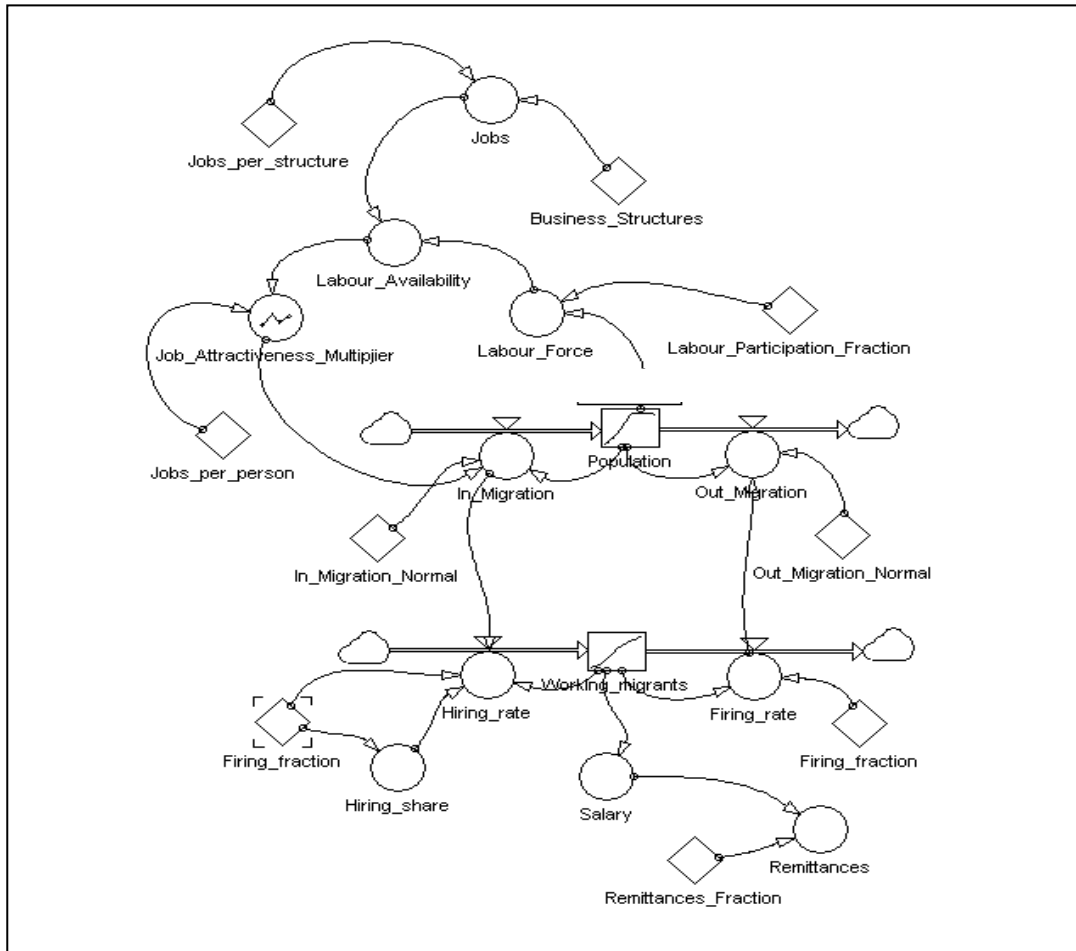 Jobs
Jobs_per_structure
Business_Structures
Labour_Availability
Labour_Force
Job_Attractiveness_Multipjier
Labour_Participation_Fraction
Jobs_per_person
Population
In_Migration
Out_Migration
In_Migration_Normal
Out_Migration_Normal
Working_migrants
Hiring_rate
Firing_rate
Firing_fraction
Firing_fraction
Hiring_share
Salary
Remittances
Remittances_Fraction